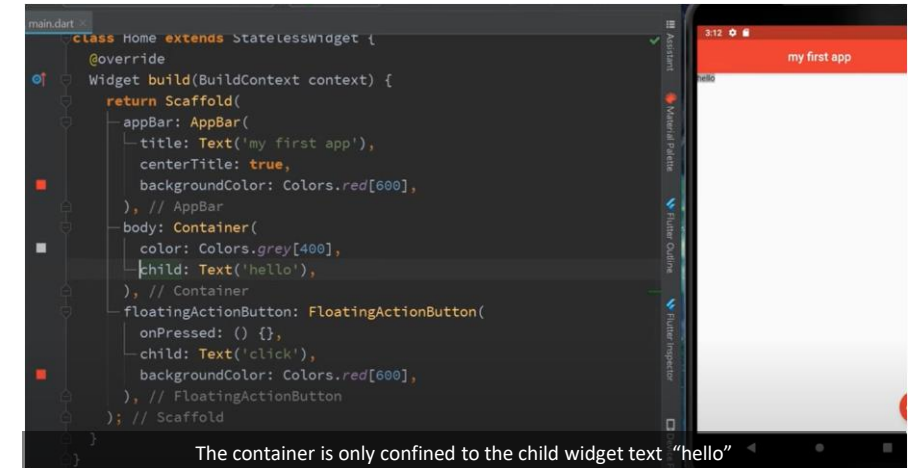 main.dart
class Home extends StatelessWidget {
@override
Widget build(BuildContext context) {
return Scaffold(
appBar: AppBar(
title: Text('my first app'),
centerTitle: true,
backgroundColor: Colors.red[600],
), // AppBar
body: Container(
color: Colors.grey[400],
child: Text('hello'),
), // Container
floatingActionButton: FloatingActionButton(
onPressed: () {},
child: Text('click'),
backgroundColor: Colors.red[600],
), // FloatingActionButton
); // Scaffold
}
}
Assistant
Material Palette
Flutter Outline
Flutter Inspector
3:12
my first app
hello
The container is only confined to the child widget text “hello”